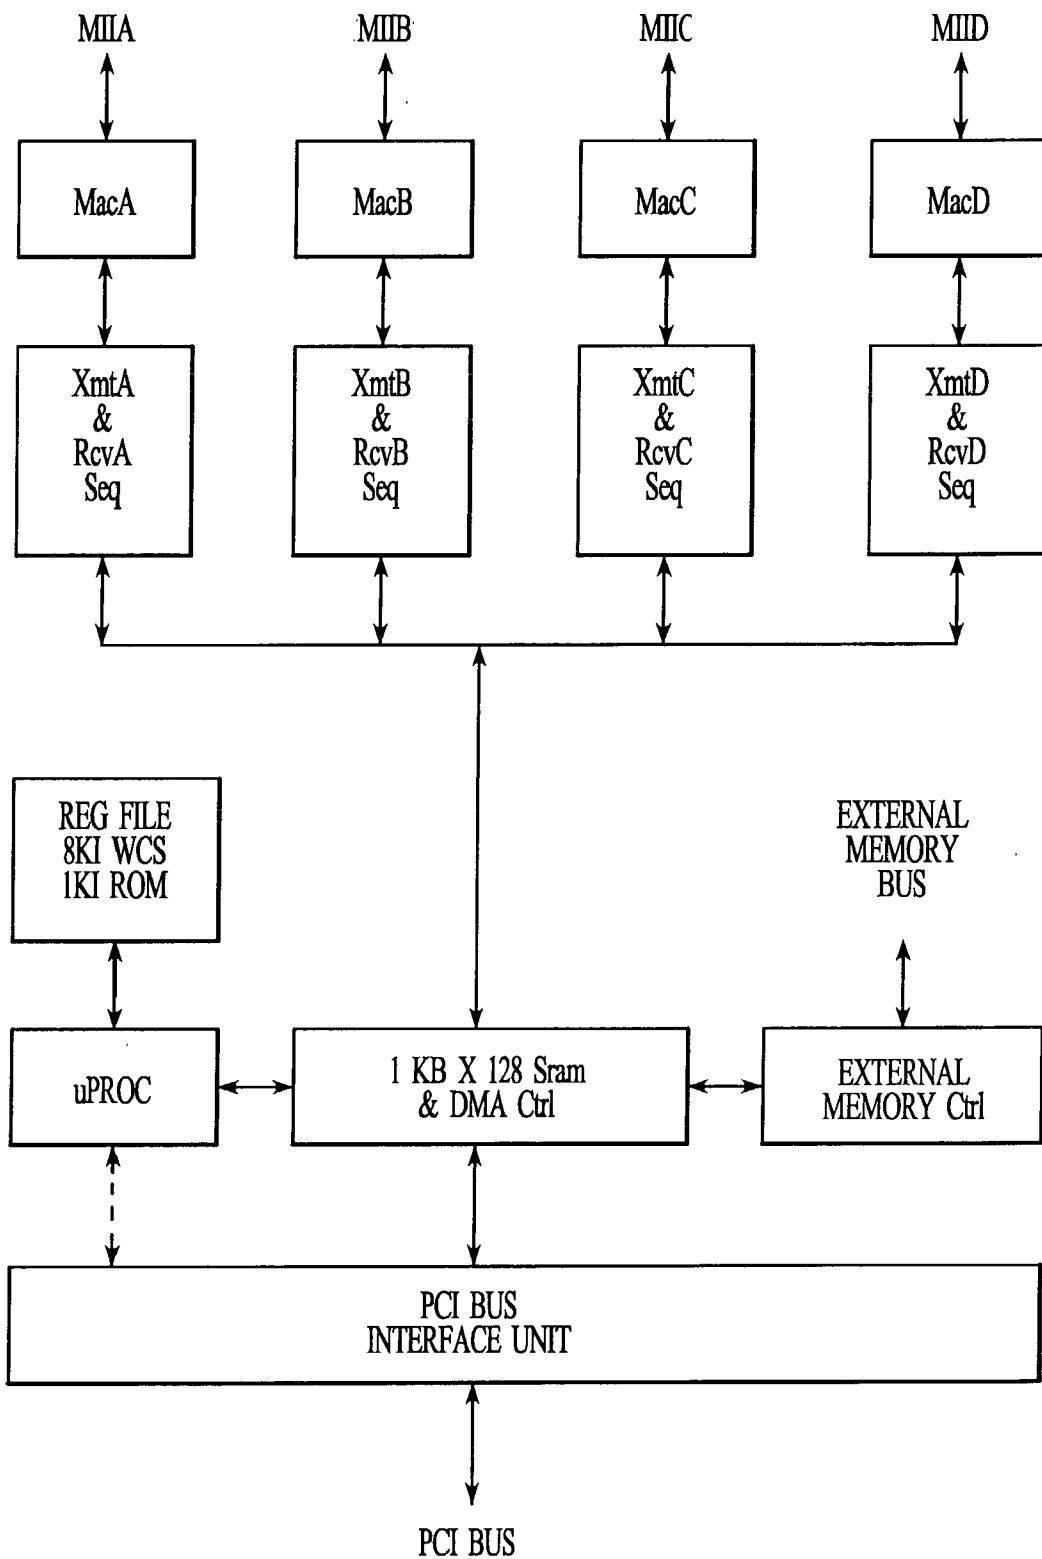 MIIA
MIIB
MIIC
MIID
MacA
MacB
MacC
MacD
XmtA
&
RcvA
Seq
XmtB
&
RcvB
Seq
XmtC
&
RcvC
Seq
XmtD
&
RcvD
Seq
REG FILE
8KI WCS
1KI ROM
EXTERNAL
MEMORY
BUS
uPROC
1 KB X 128 Sram
& DMA Ctrl
EXTERNAL
MEMORY Ctrl
PCI BUS
INTERFACE UNIT
PCI BUS